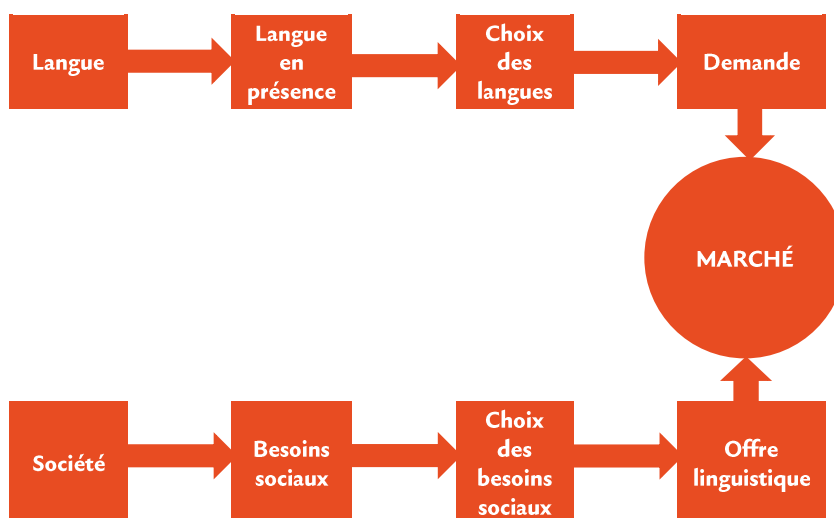 Langue
Langue
en
présence
Choix
des
langues
Demande
MARCHÉ
Société
Besoins
sociaux
Choix
des
besoins
sociaux
Offre
linguistique